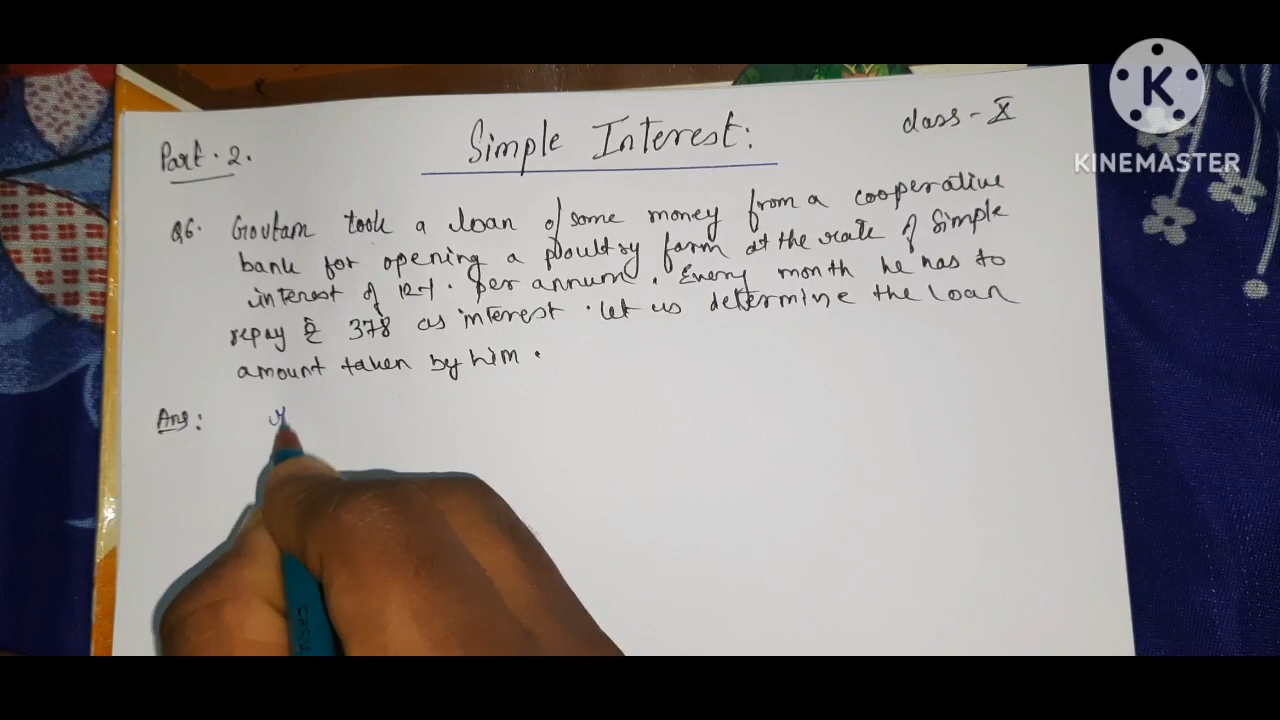 Part. 2.
Simple Interest:
class - X
Q6. Goutam took a loan of some money from a cooperative
bank for opening a poultry farm at the rate of simple
interest of 12%. per annum. Every month he has to
repay ₹ 378 as interest. let us determine the loan
amount taken by him.
Ans:
K
KINEMASTER